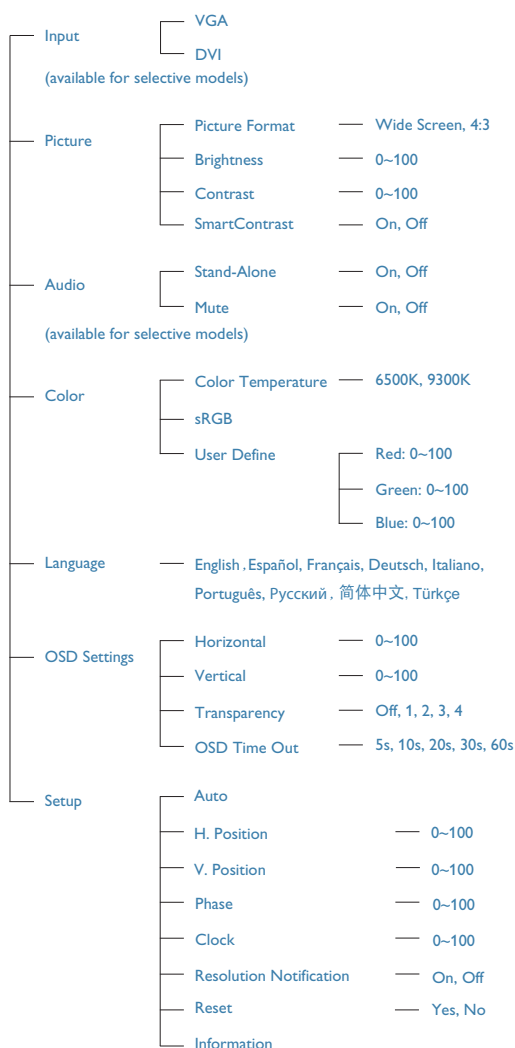 VGA
Input
DVI
(available for selective models)
Picture Format Wide Screen, 4:3
Picture
Brightness 0~100
Contrast 0~100
SmartContrast On, Off
Stand-Alone On, Off
Audio
Mute On, Off
(available for selective models)
Color Temperature 6500K, 9300K
Color
sRGB
User Define Red: 0~100
Green: 0~100
Blue: 0~100
Language English , Español, Français, Deutsch, Italiano,
Português, Русский , 简体中文, Türkçe
Horizontal 0~100
OSD Settings
Vertical 0~100
Transparency Off, 1, 2, 3, 4
OSD Time Out 5s, 10s, 20s, 30s, 60s
Auto
Setup
H. Position 0~100
V. Position 0~100
Phase 0~100
Clock 0~100
Resolution Notification On, Off
Reset Yes, No
Information